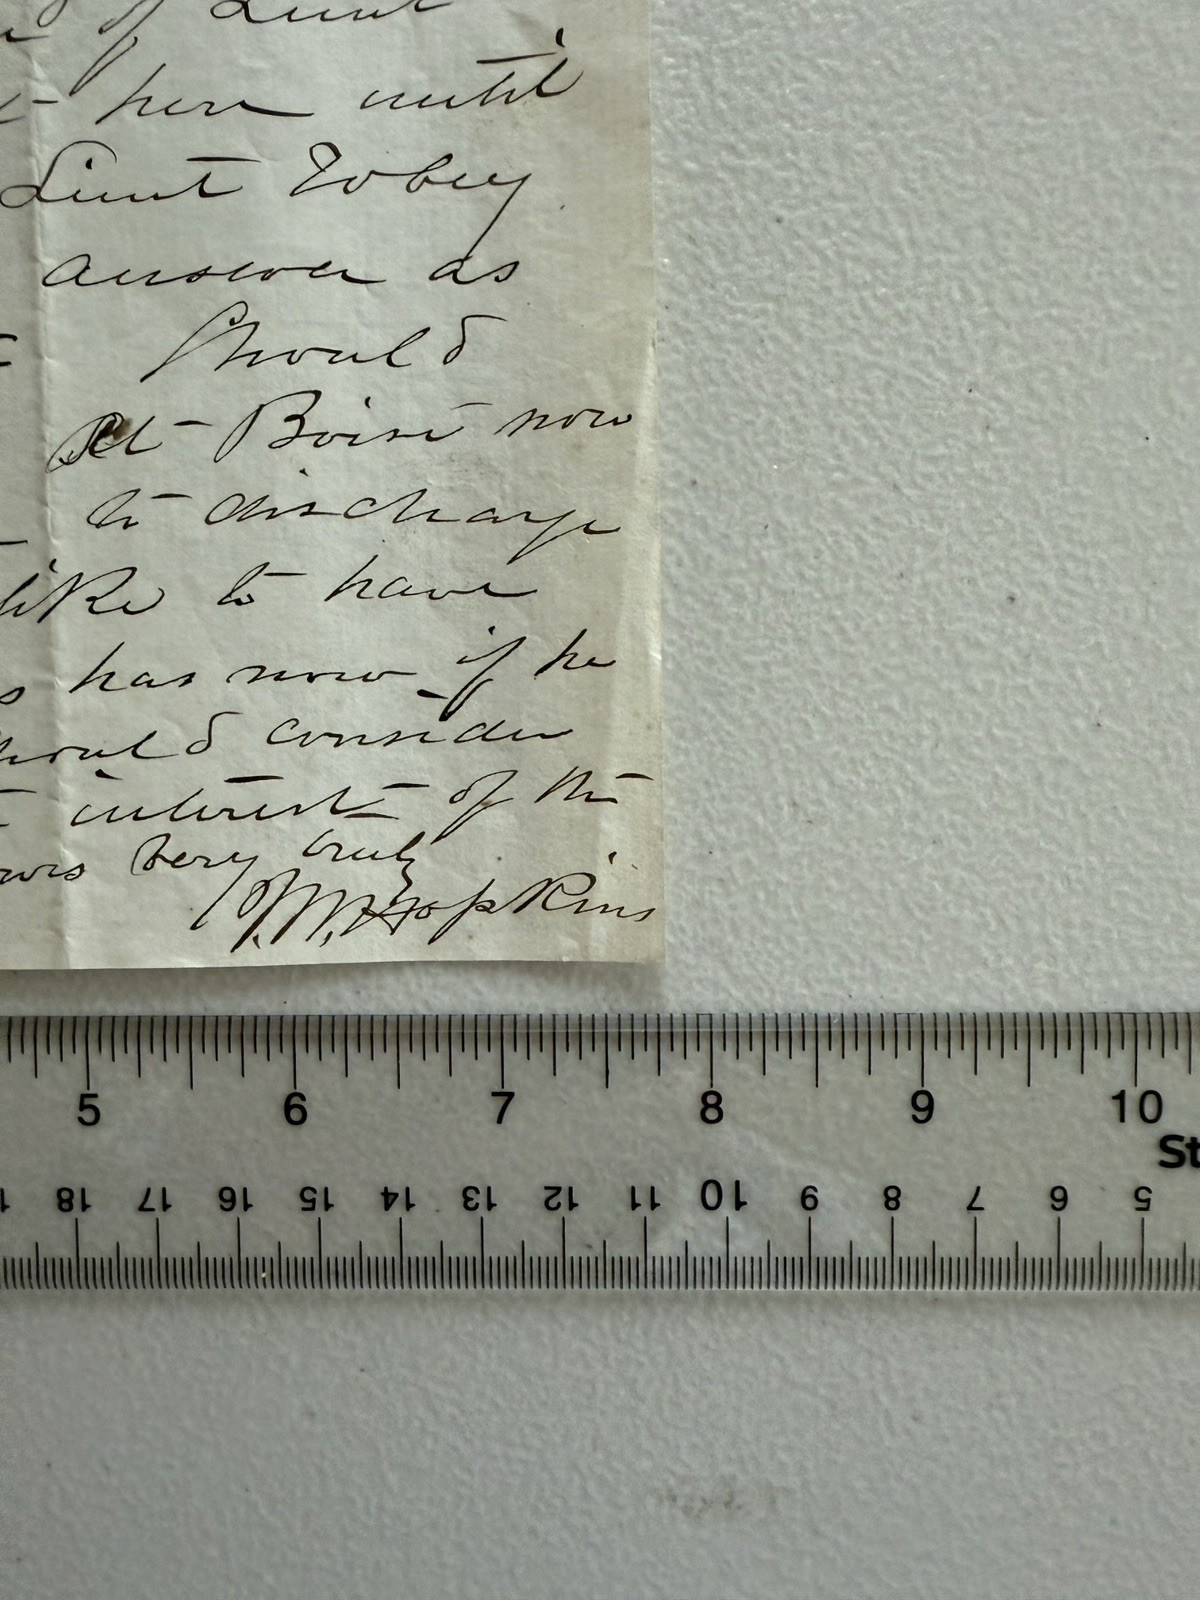 of Lieut
here until
Lieut Tobey
answer as
Should
At Boise now
to discharge
like to have
has now if he
should consider
interest of the
very truly
J.M. Hopkins
5 6 7 8 9 10
St
18 17 16 15 14 13 12 11 10 9 8 7 6 5